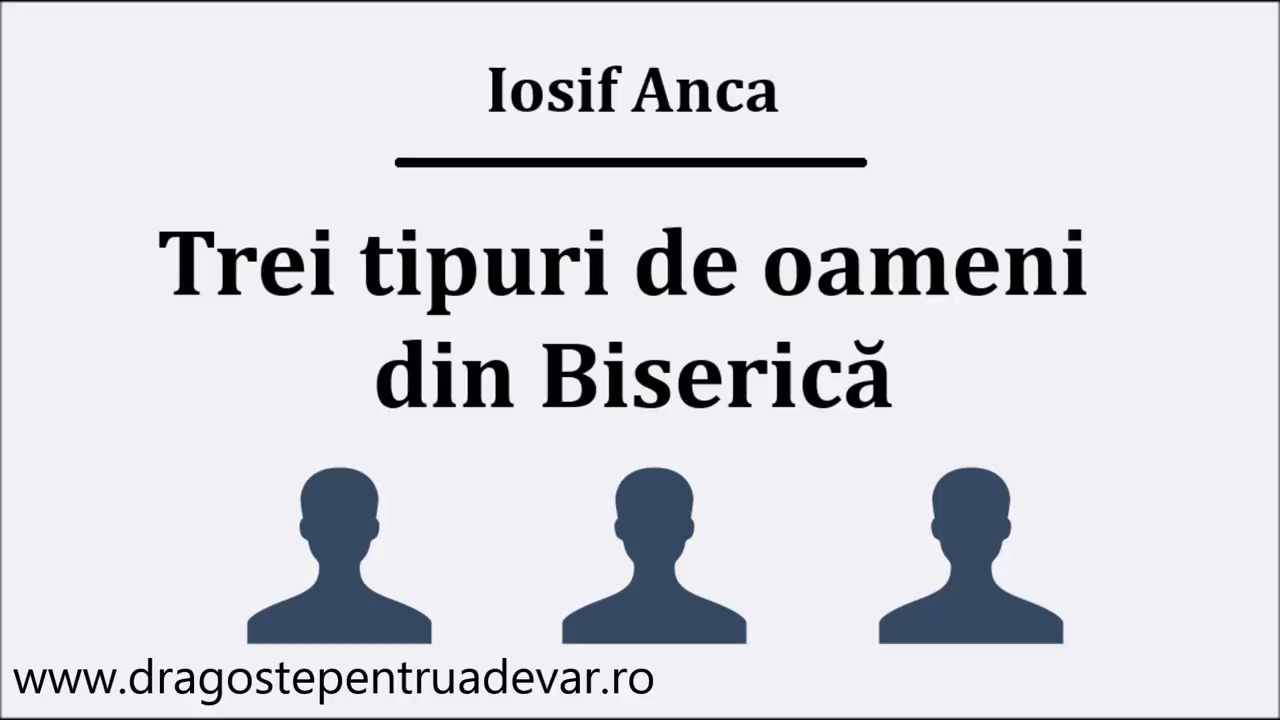 Iosif Anca
Trei tipuri de oameni
din Biserică
www.dragostepentruadevar.ro